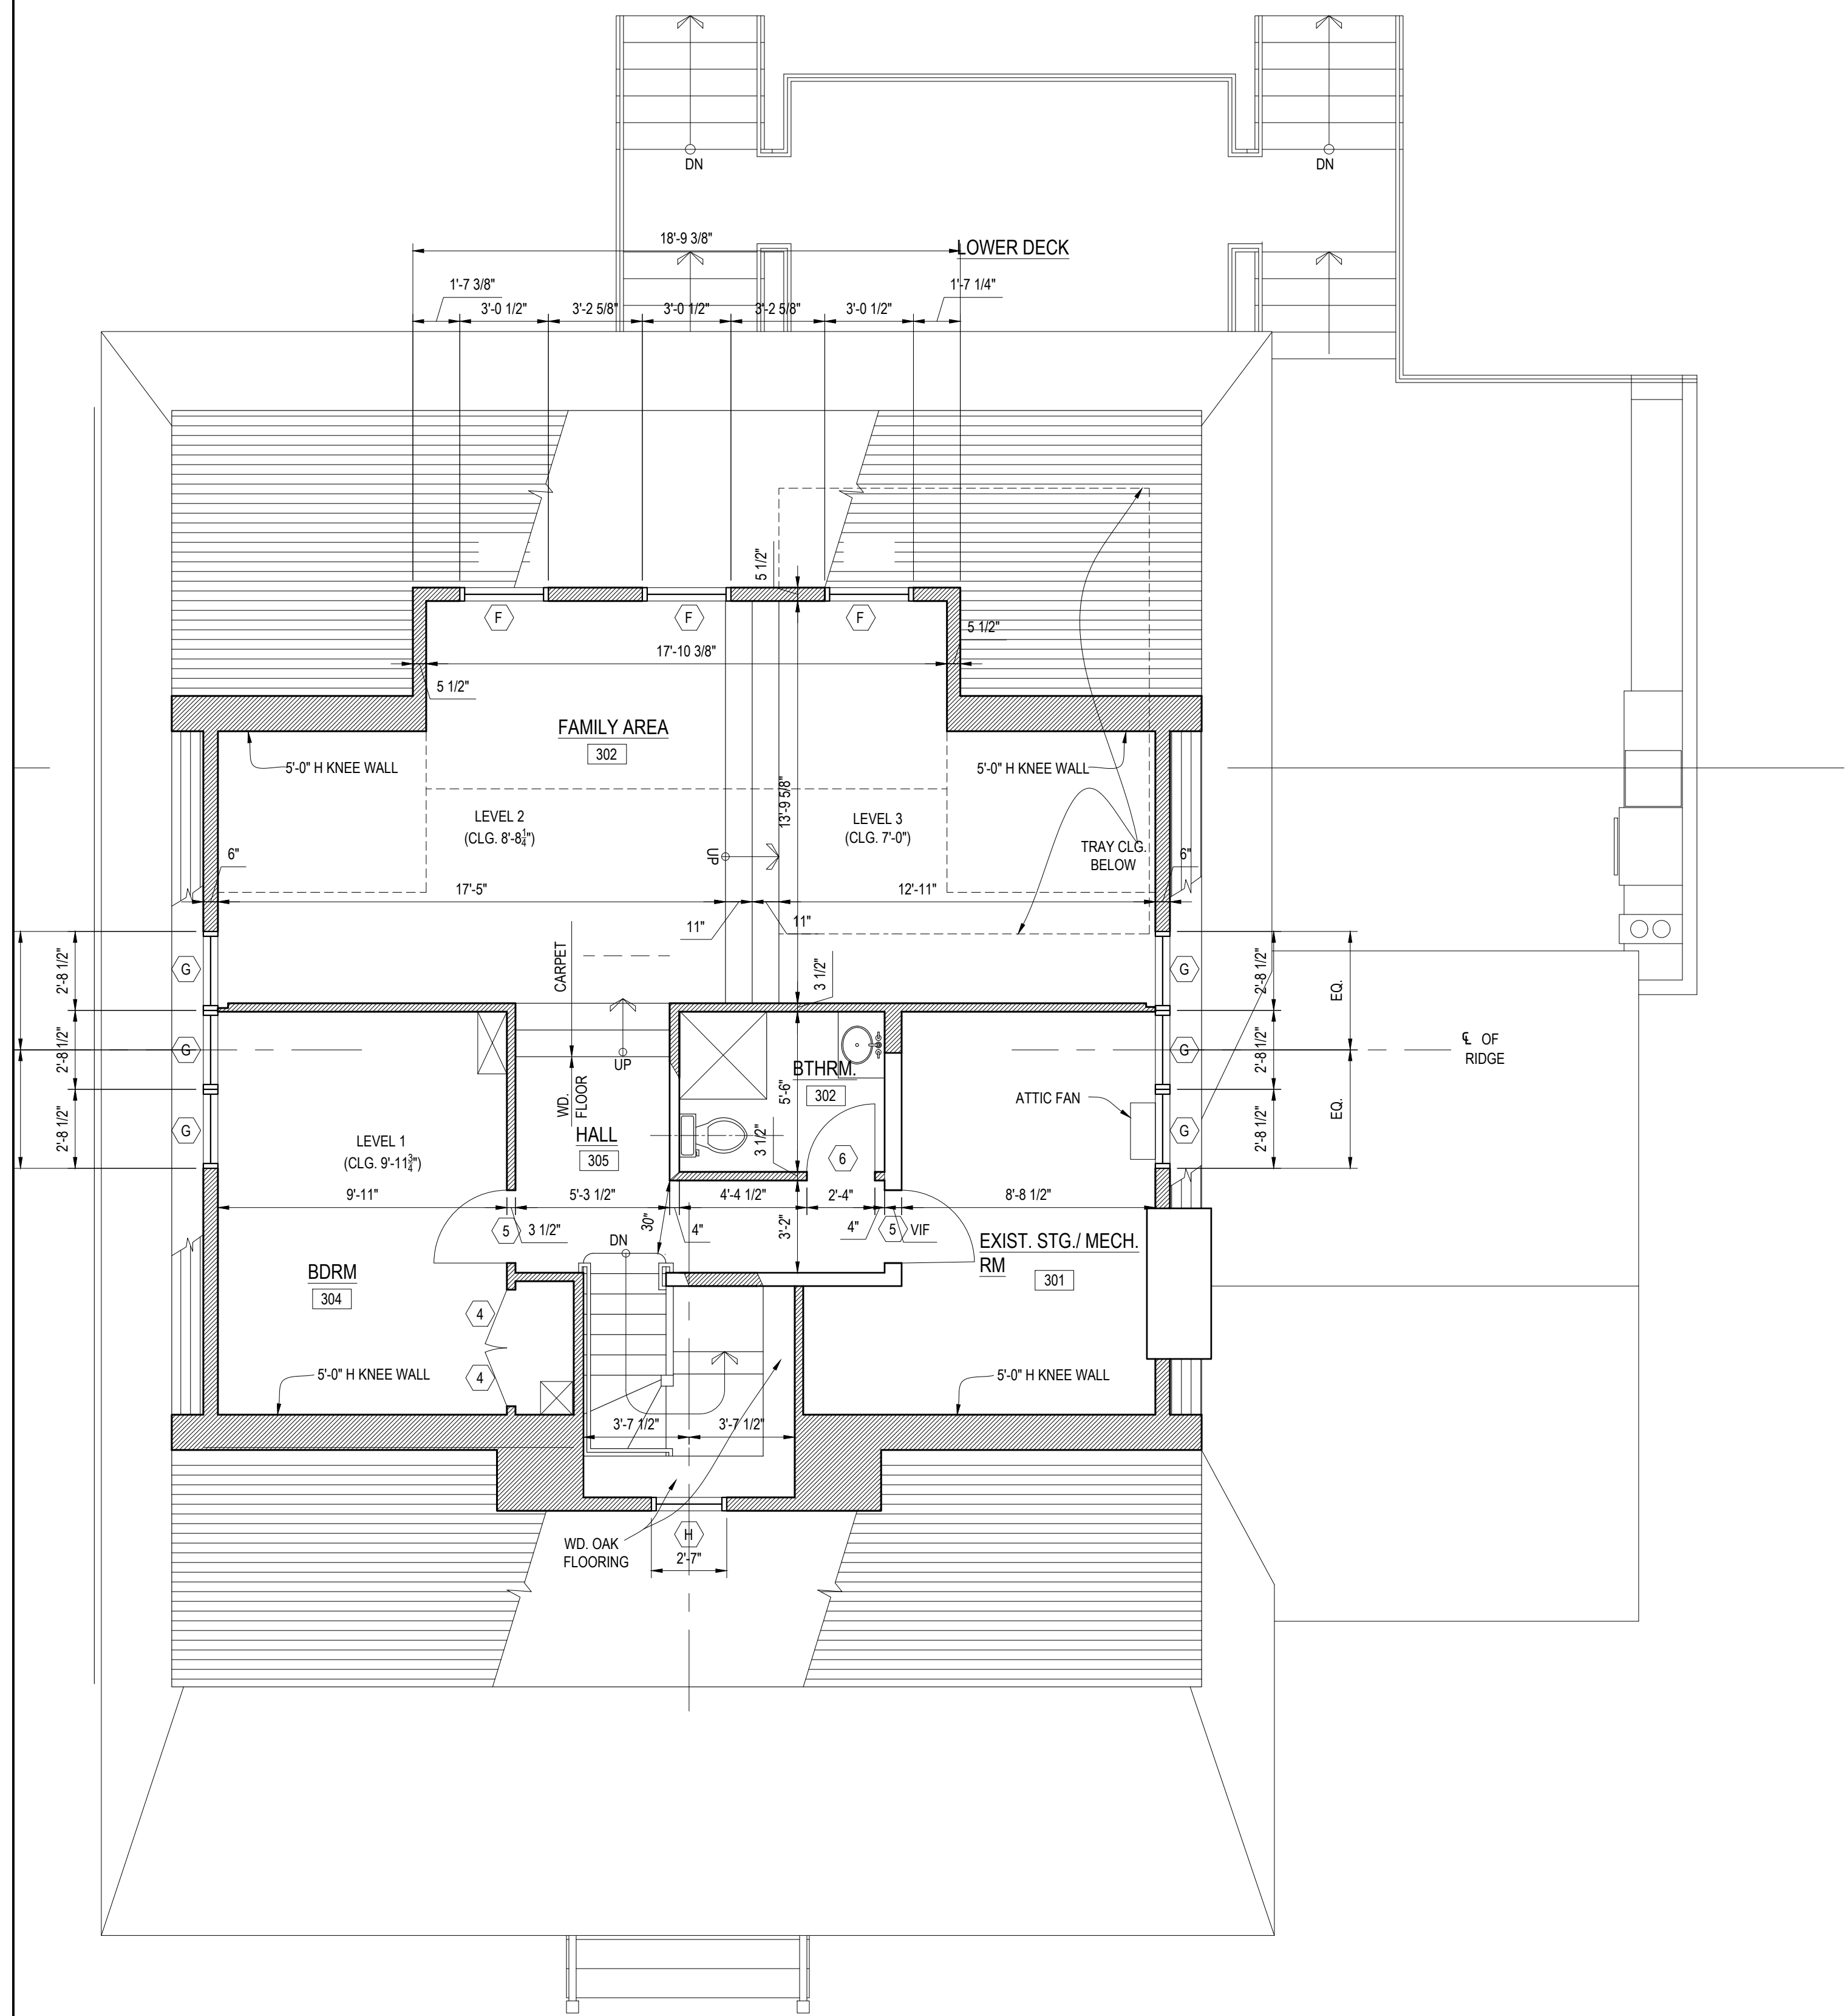 DN
DN
18'-9 3/8"
LOWER DECK
1'-7 3/8"
1'-7 1/4"
3'-0 1/2"
3'-2 5/8"
3'-0 1/2"
3'-2 5/8"
3'-0 1/2"
5 1/2"
F
F
F
5 1/2"
17'-10 3/8"
5 1/2"
FAMILY AREA
302
5'-0" H KNEE WALL
5'-0" H KNEE WALL
13'-9 5/8"
LEVEL 2
(CLG. 8'-8 1/4")
LEVEL 3
(CLG. 7'-0")
TRAY CLG.
BELOW
UP
6"
6"
17'-5"
12'-11"
11"
11"
CARPET
3 1/2"
G
G
2'-8 1/2"
2'-8 1/2"
EQ.
℄ OF
RIDGE
G
G
2'-8 1/2"
2'-8 1/2"
UP
BTHRM.
302
5'-6"
WD.
FLOOR
ATTIC FAN
EQ.
G
G
2'-8 1/2"
2'-8 1/2"
HALL
305
3 1/2"
LEVEL 1
(CLG. 9'-11 3/4")
6
9'-11"
5'-3 1/2"
4'-4 1/2"
2'-4"
8'-8 1/2"
5
3 1/2"
30"
4"
3'-2"
4"
5
VIF
DN
EXIST. STG./ MECH.
RM
301
BDRM
304
4
4
5'-0" H KNEE WALL
5'-0" H KNEE WALL
3'-7 1/2"
3'-7 1/2"
WD. OAK
FLOORING
H
2'-7"